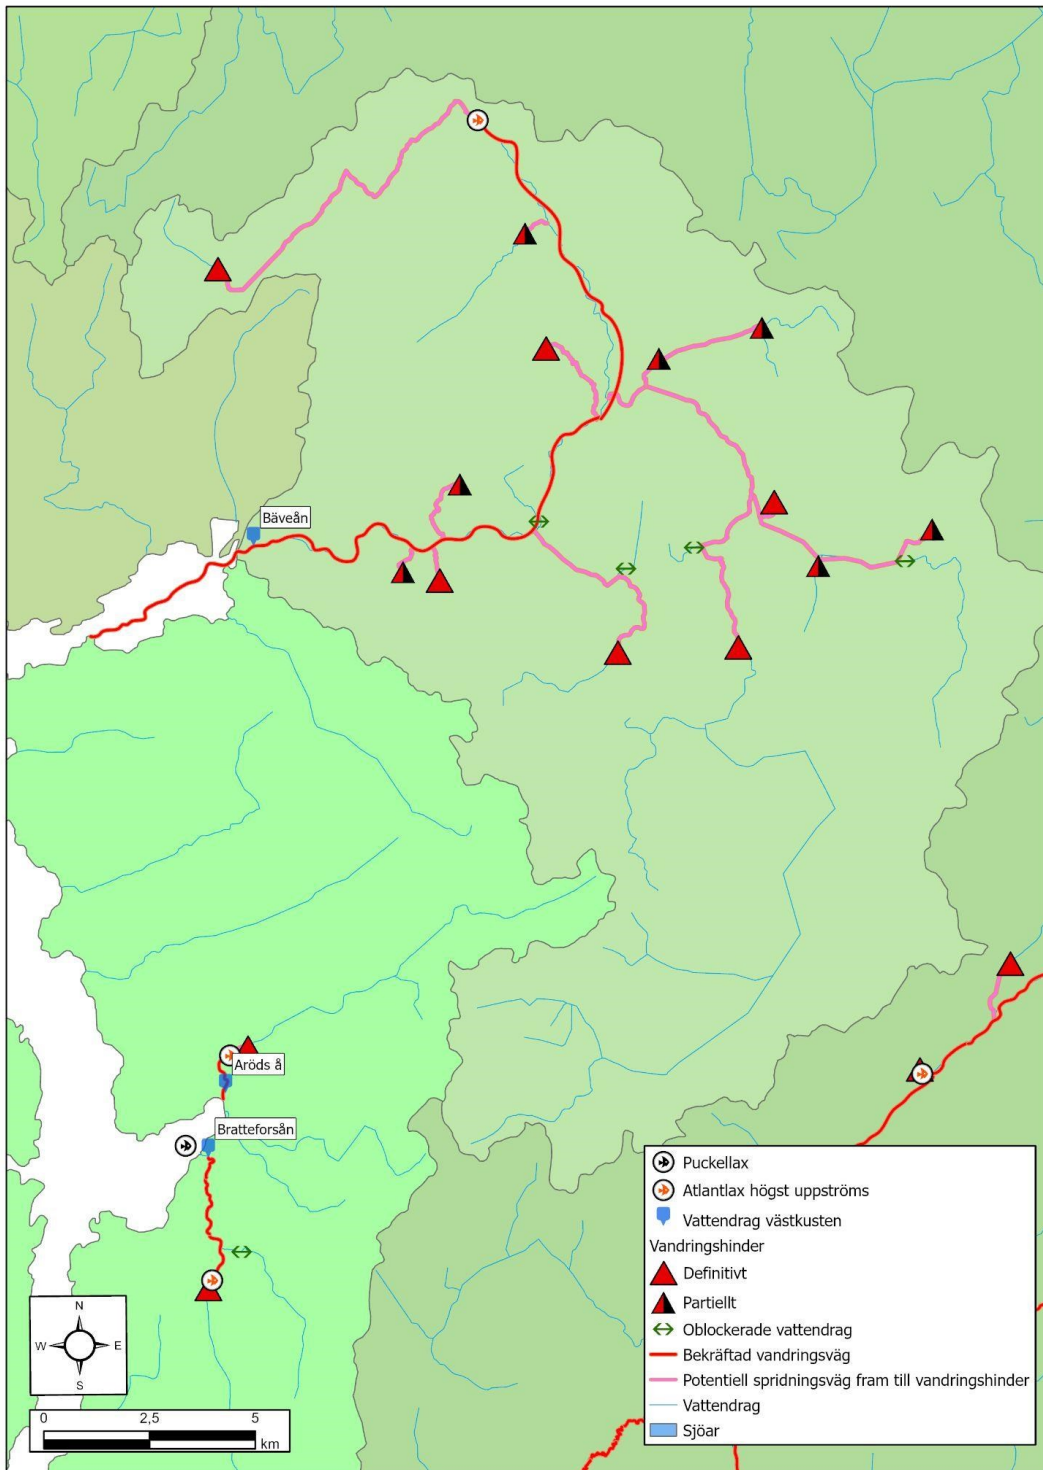 Bäveån
Aröds å
Bratteforsån
Puckellax
Atlantlax högst uppströms
Vattendrag västkusten
Vandringshinder
Definitivt
Partiellt
Oblockerade vattendrag
Bekräftad vandringsväg
Potentiell spridningsväg fram till vandringshinder
Vattendrag
Sjöar
N
W E
S
0 2,5 5
km